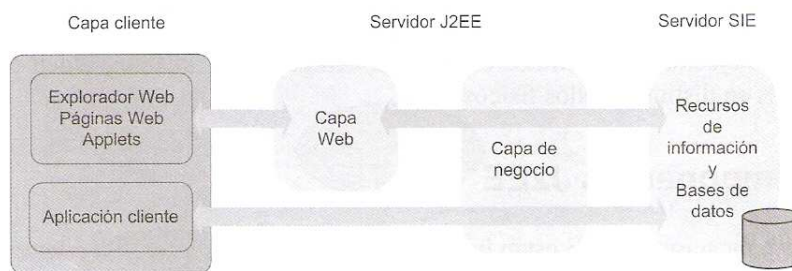 Capa cliente
Servidor J2EE
Servidor SIE
Explorador Web
Páginas Web
Applets
Aplicación cliente
Capa
Web
Capa de
negocio
Recursos
de
información
y
Bases de
datos